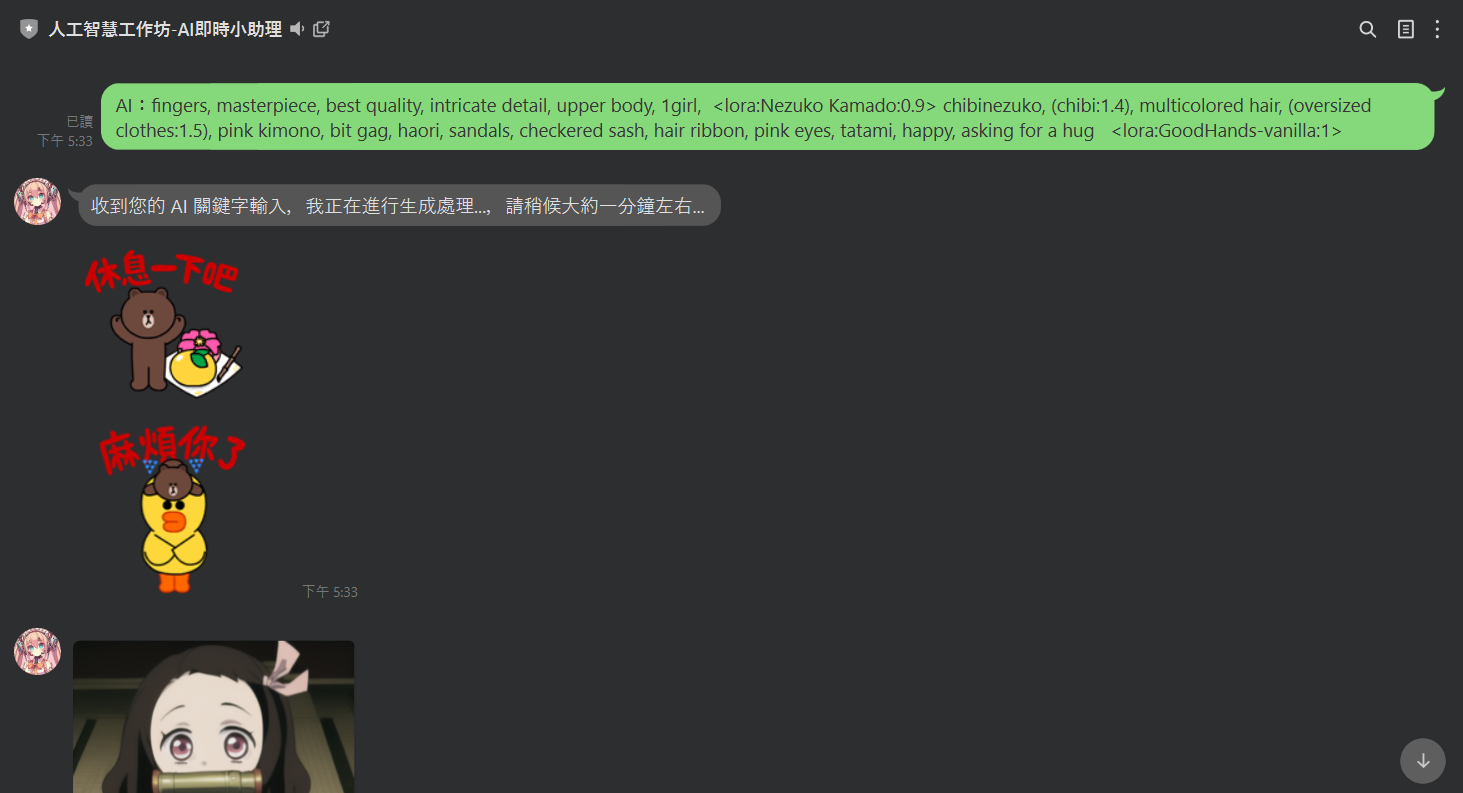 人工智慧工作坊-AI即時小助理
AI：fingers, masterpiece, best quality, intricate detail, upper body, 1girl,  <lora:Nezuko Kamado:0.9> chibinezuko, (chibi:1.4), multicolored hair, (oversized
clothes:1.5), pink kimono, bit gag, haori, sandals, checkered sash, hair ribbon, pink eyes, tatami, happy, asking for a hug   <lora:GoodHands-vanilla:1>
已讀
下午 5:33
收到您的 AI 關鍵字輸入，我正在進行生成處理...，請稍候大約一分鐘左右...
休息一下吧
麻煩你了
下午 5:33